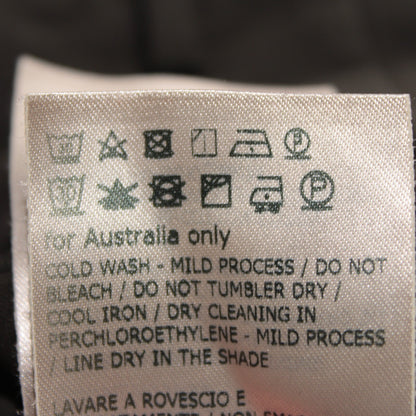 for Australia only
COLD WASH - MILD PROCESS / DO NOT
BLEACH / DO NOT TUMBLER DRY /
COOL IRON / DRY CLEANING IN
PERCHLOROETHYLENE - MILD PROCESS
/ LINE DRY IN THE SHADE
LAVARE A ROVESCIO E